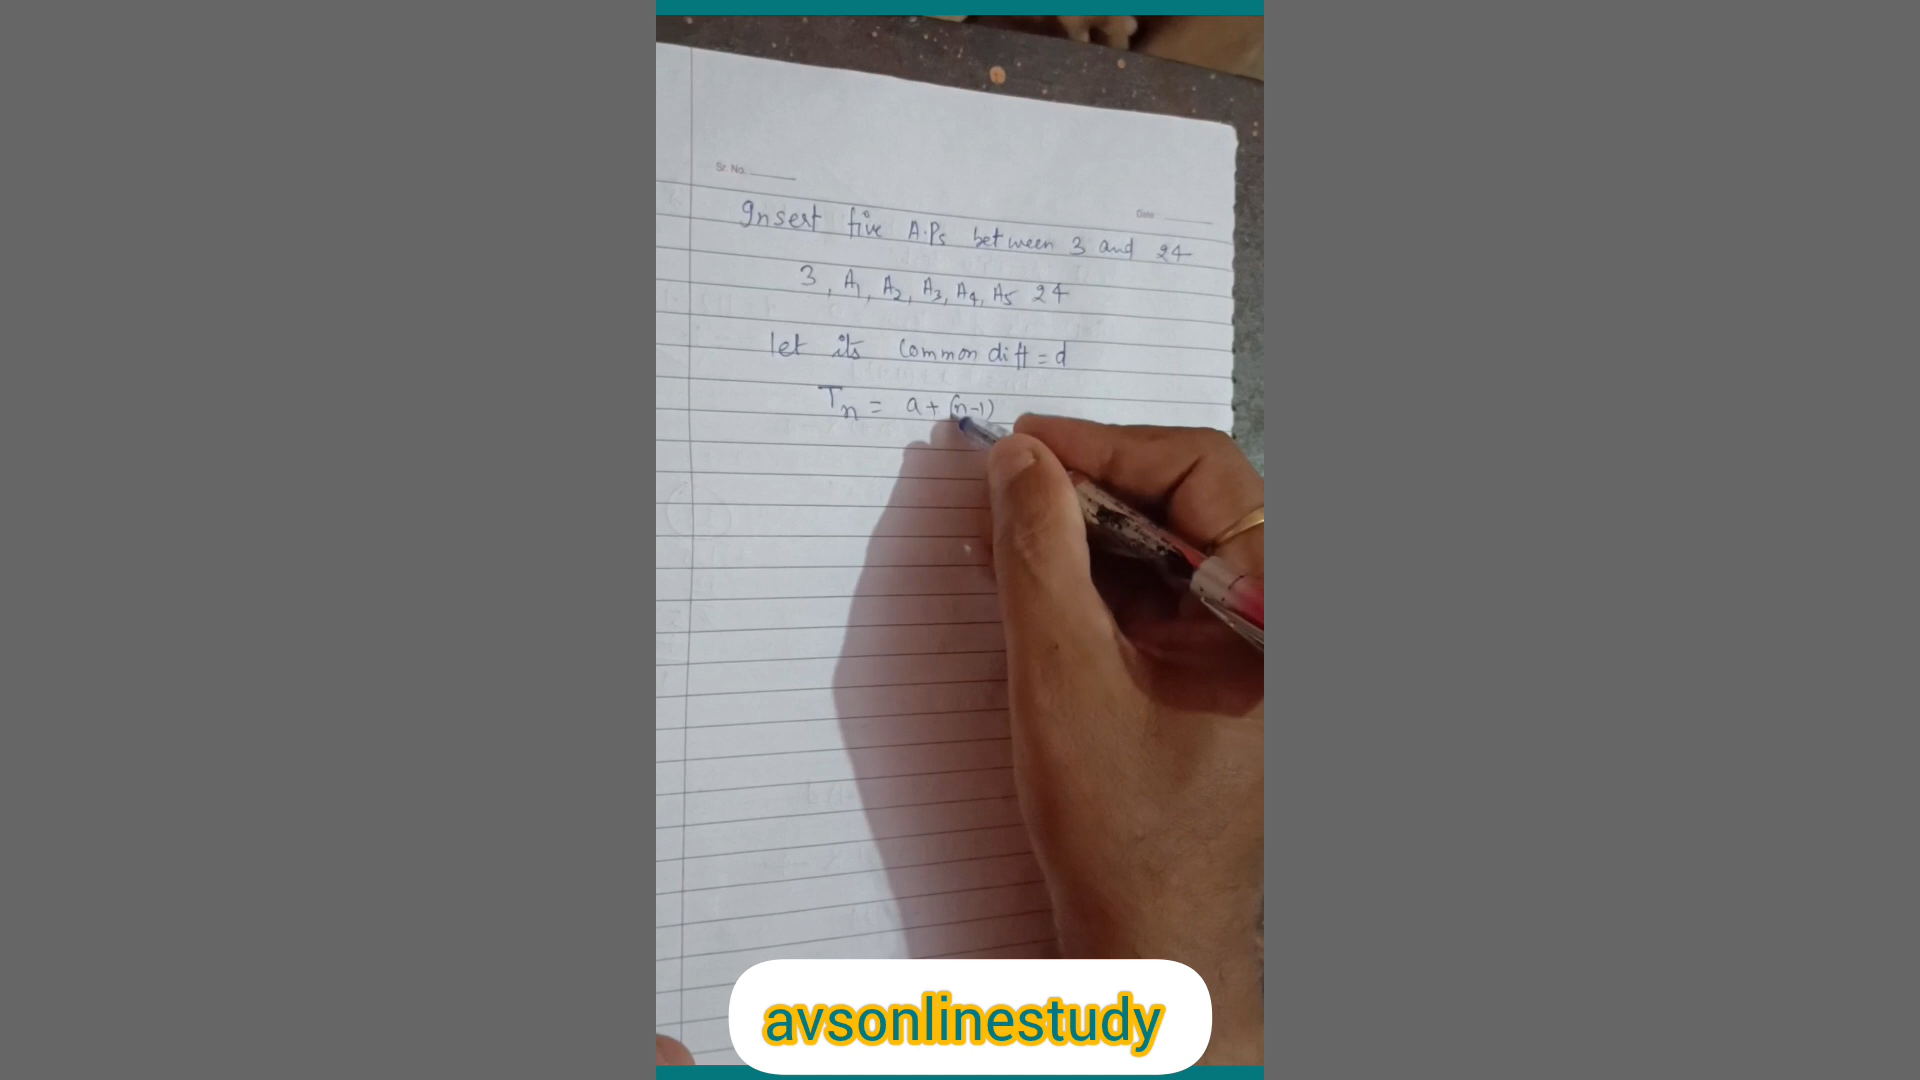 Sr. No.
Date
Insert five A.Ps between 3 and 24
3, A1, A2, A3, A4, A5 24
let its Common diff = d
Tn = a + (n-1)
avsonlinestudy